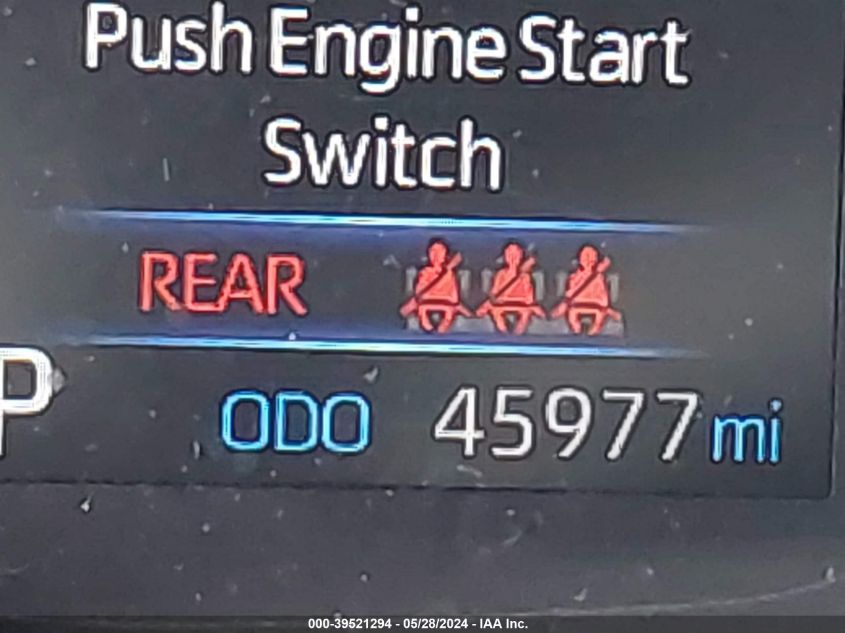 Push Engine Start
Switch
REAR
P
ODO 45977 mi
000-39521294 - 05/28/2024 - IAA Inc.